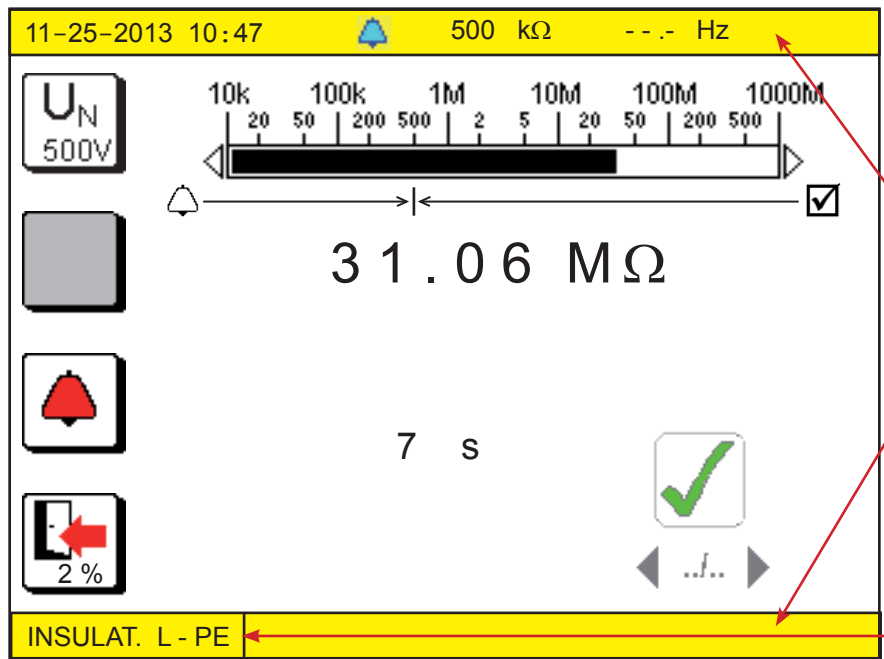 11-25-2013 10:47 500 kΩ - - .- Hz
UN
500V
10k 100k 1M 10M 100M 1000M
20 50 200 500 2 5 20 50 200 500
31.06 MΩ
7 s
2 %
../..
INSULAT. L - PE